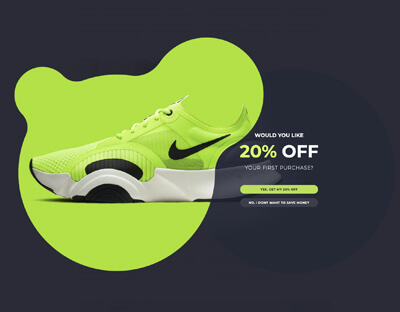 WOULD YOU LIKE
20% OFF
YOUR FIRST PURCHASE?
YES, GET MY 20% OFF
NO, I DONT WANT TO SAVE MONEY